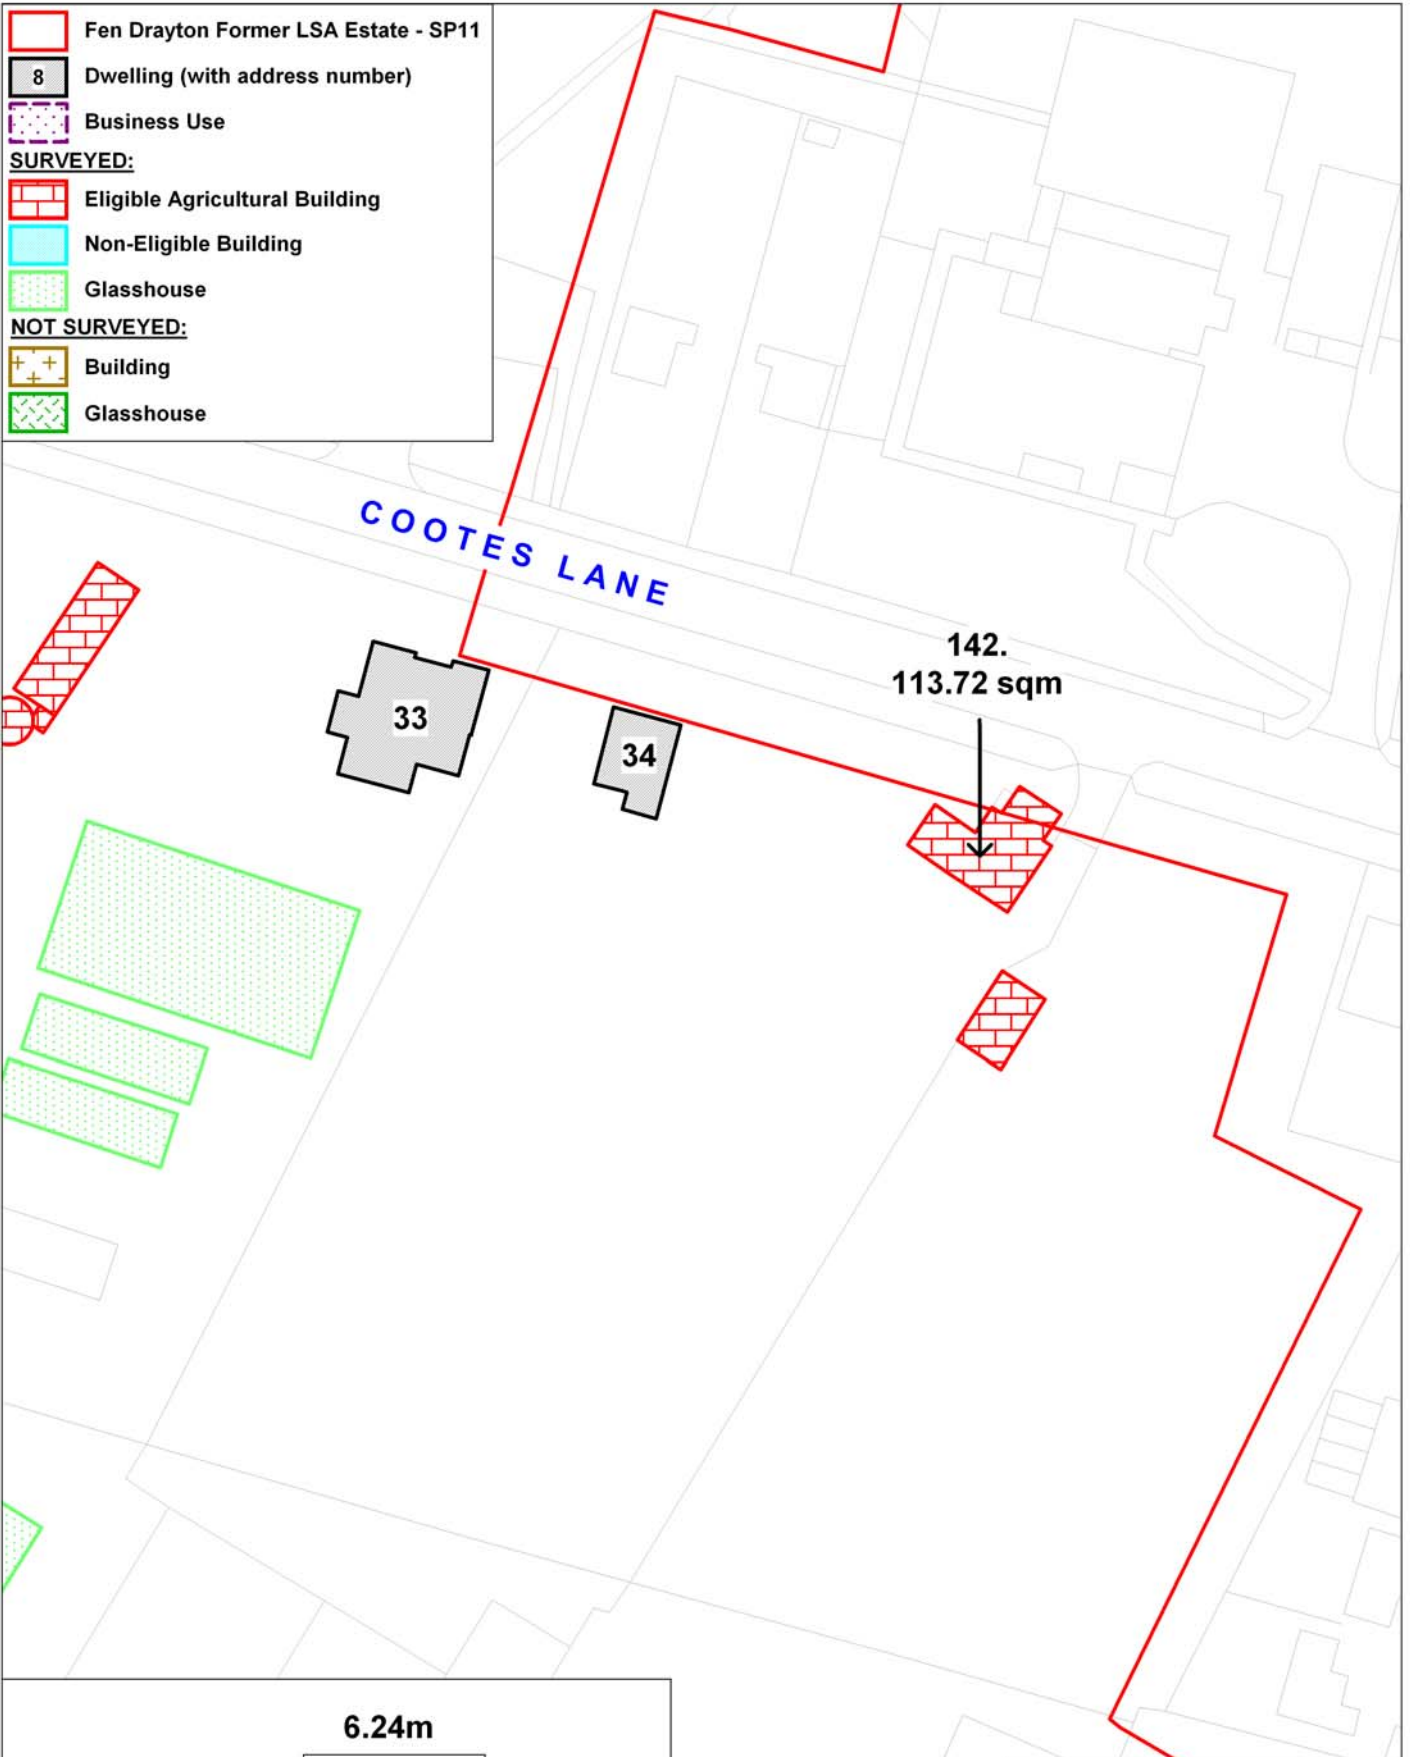 Fen Drayton Former LSA Estate - SP11
8 Dwelling (with address number)
Business Use
SURVEYED:
Eligible Agricultural Building
Non-Eligible Building
Glasshouse
NOT SURVEYED:
Building
Glasshouse
COOTES LANE
142.
113.72 sqm
33
34
6.24m